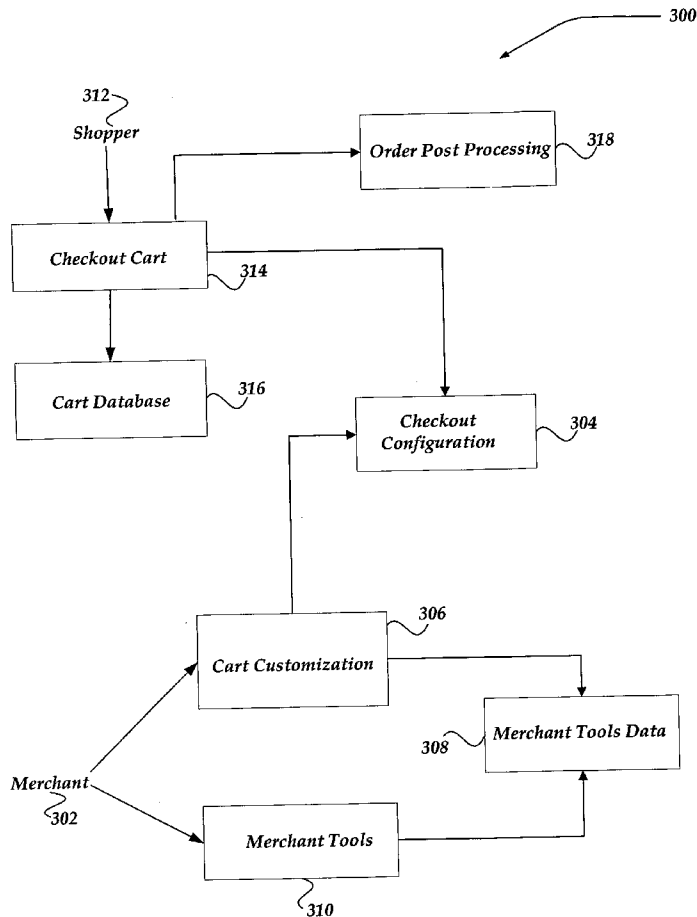 300
312
Shopper
Order Post Processing
318
Checkout Cart
314
Cart Database
316
Checkout
Configuration
304
306
Cart Customization
Merchant Tools Data
308
Merchant
302
Merchant Tools
310